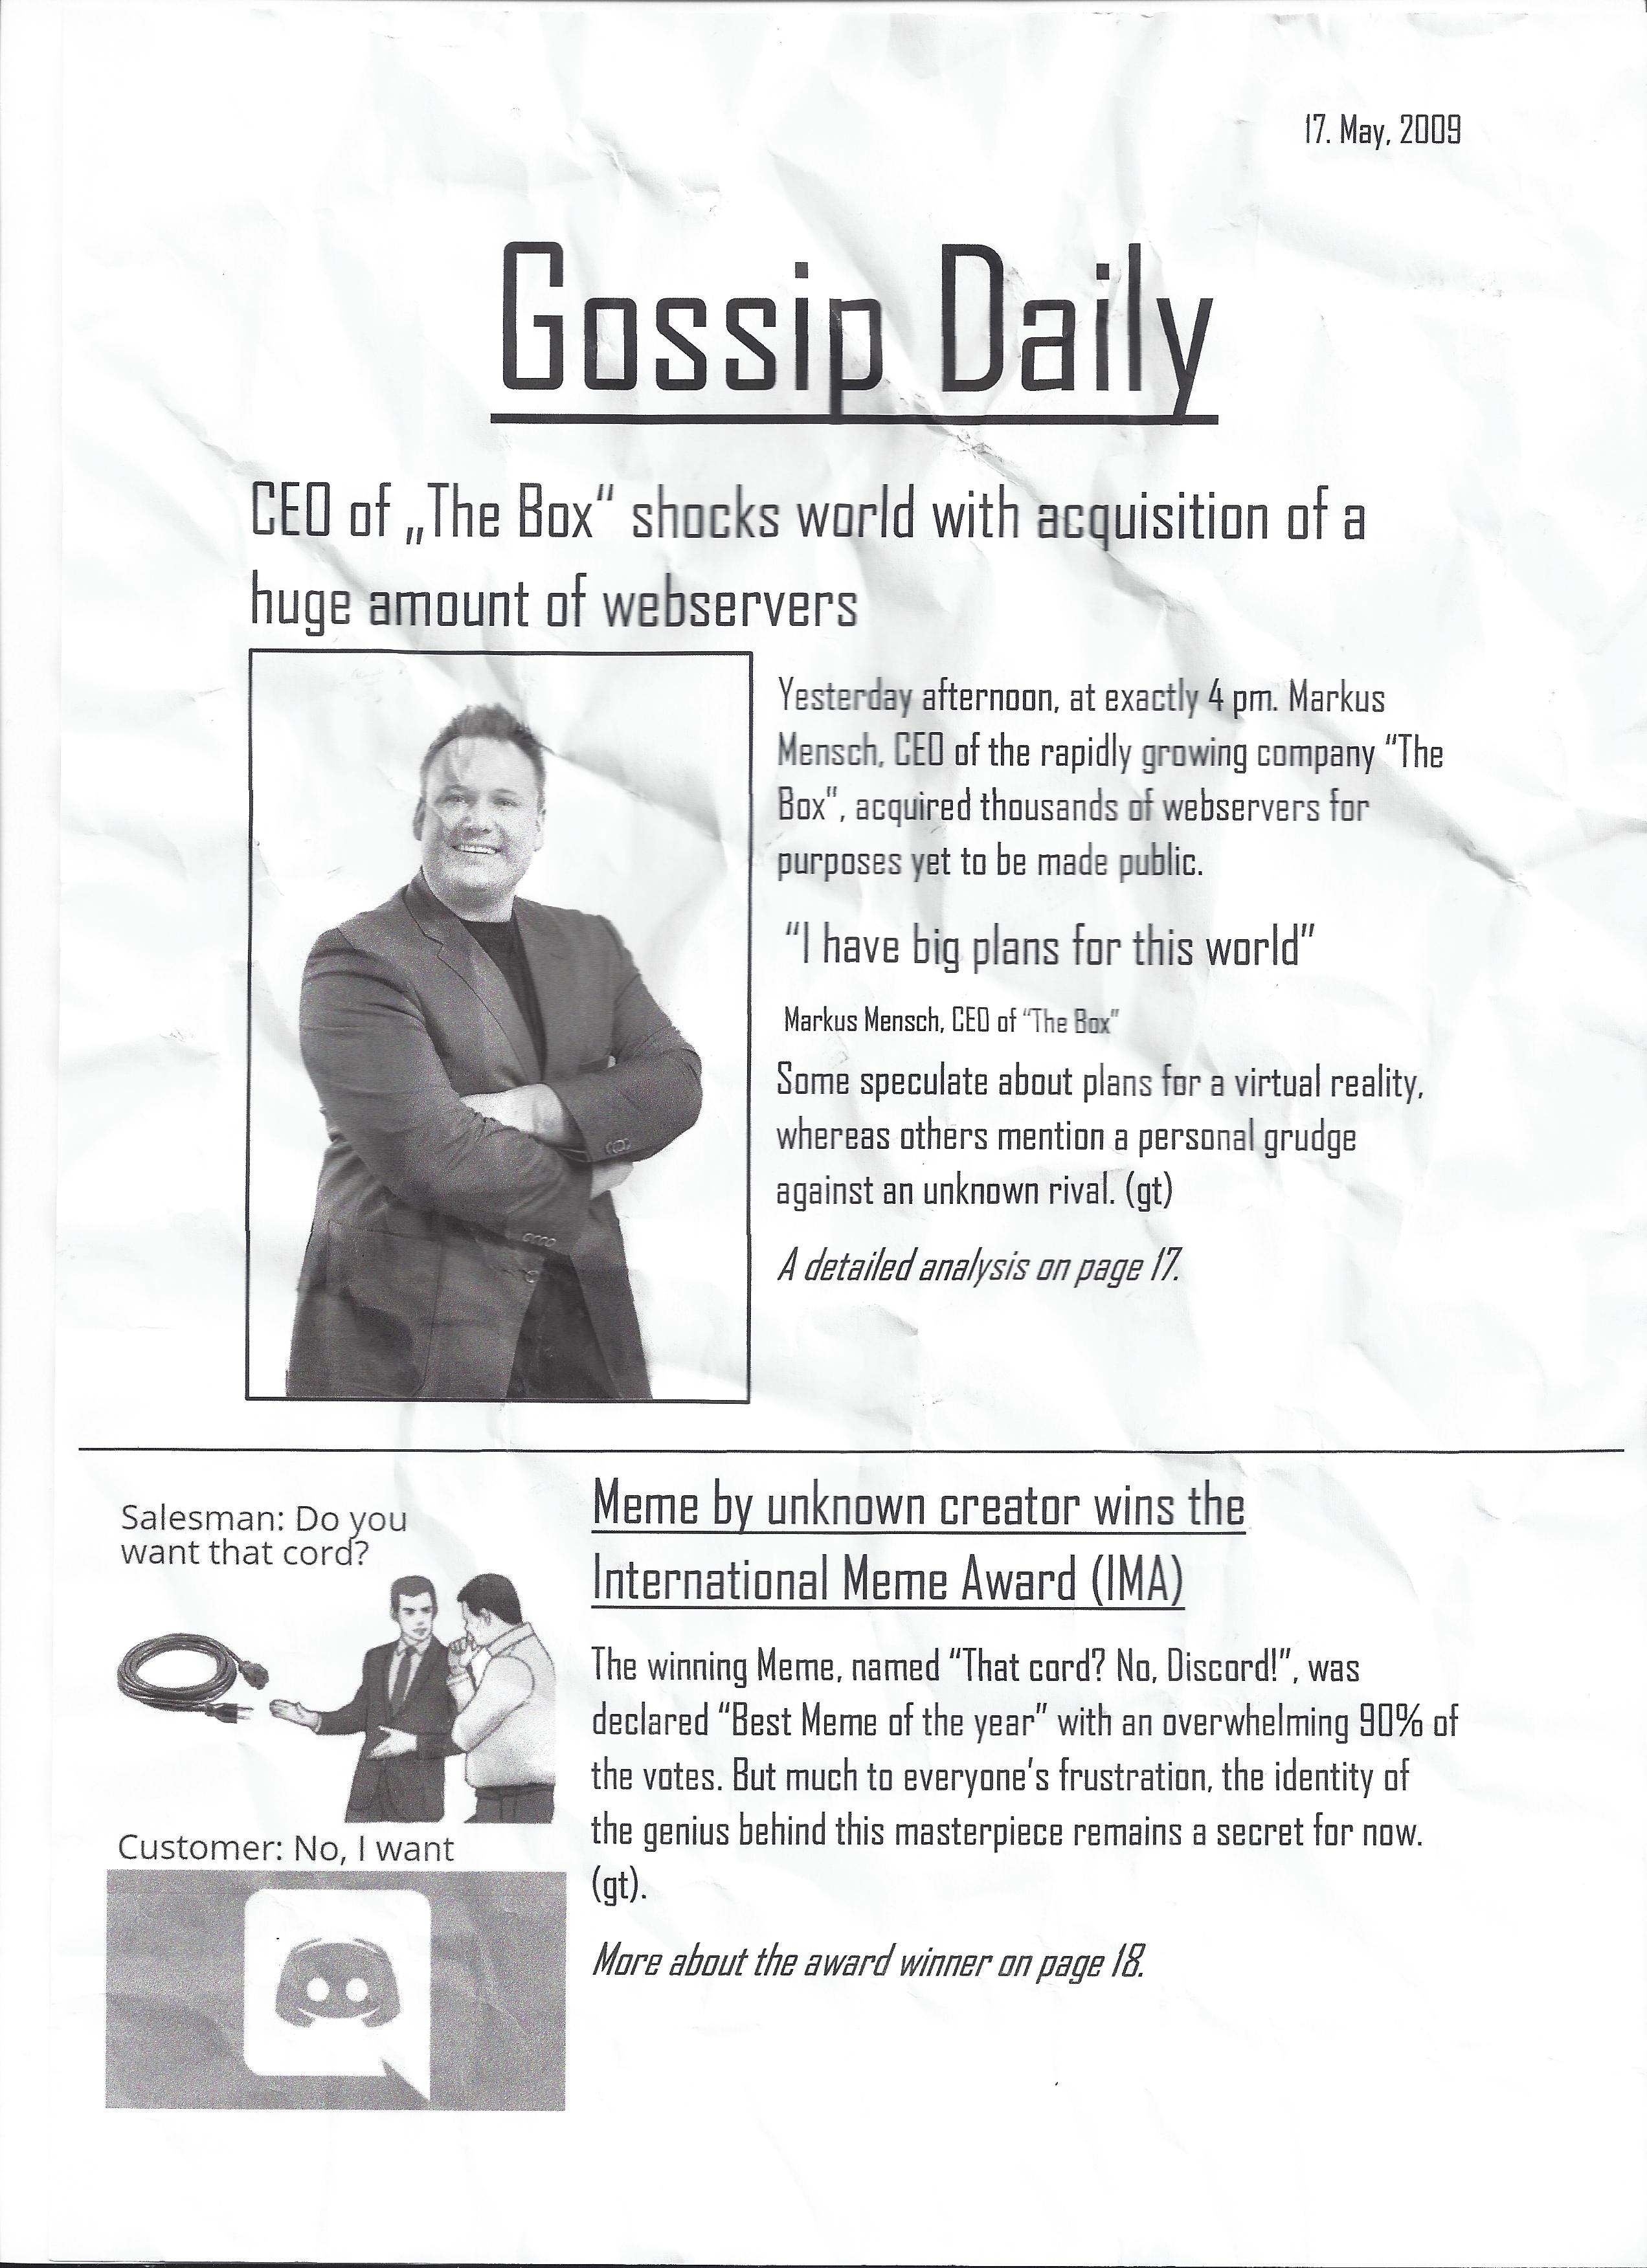 17. May, 2009
Gossip Daily
CEO of „The Box“ shocks world with acquisition of a
huge amount of webservers
Yesterday afternoon, at exactly 4 pm. Markus
Mensch, CEO of the rapidly growing company “The
Box”, acquired thousands of webservers for
purposes yet to be made public.
“I have big plans for this world”
Markus Mensch, CEO of “The Box”
Some speculate about plans for a virtual reality,
whereas others mention a personal grudge
against an unknown rival. (gt)
A detailed analysis on page 17.
Salesman: Do you
want that cord?
Customer: No, I want
Meme by unknown creator wins the
International Meme Award (IMA)
The winning Meme, named “That cord? No, Discord!”, was
declared “Best Meme of the year” with an overwhelming 90% of
the votes. But much to everyone’s frustration, the identity of
the genius behind this masterpiece remains a secret for now.
(gt).
More about the award winner on page 18.